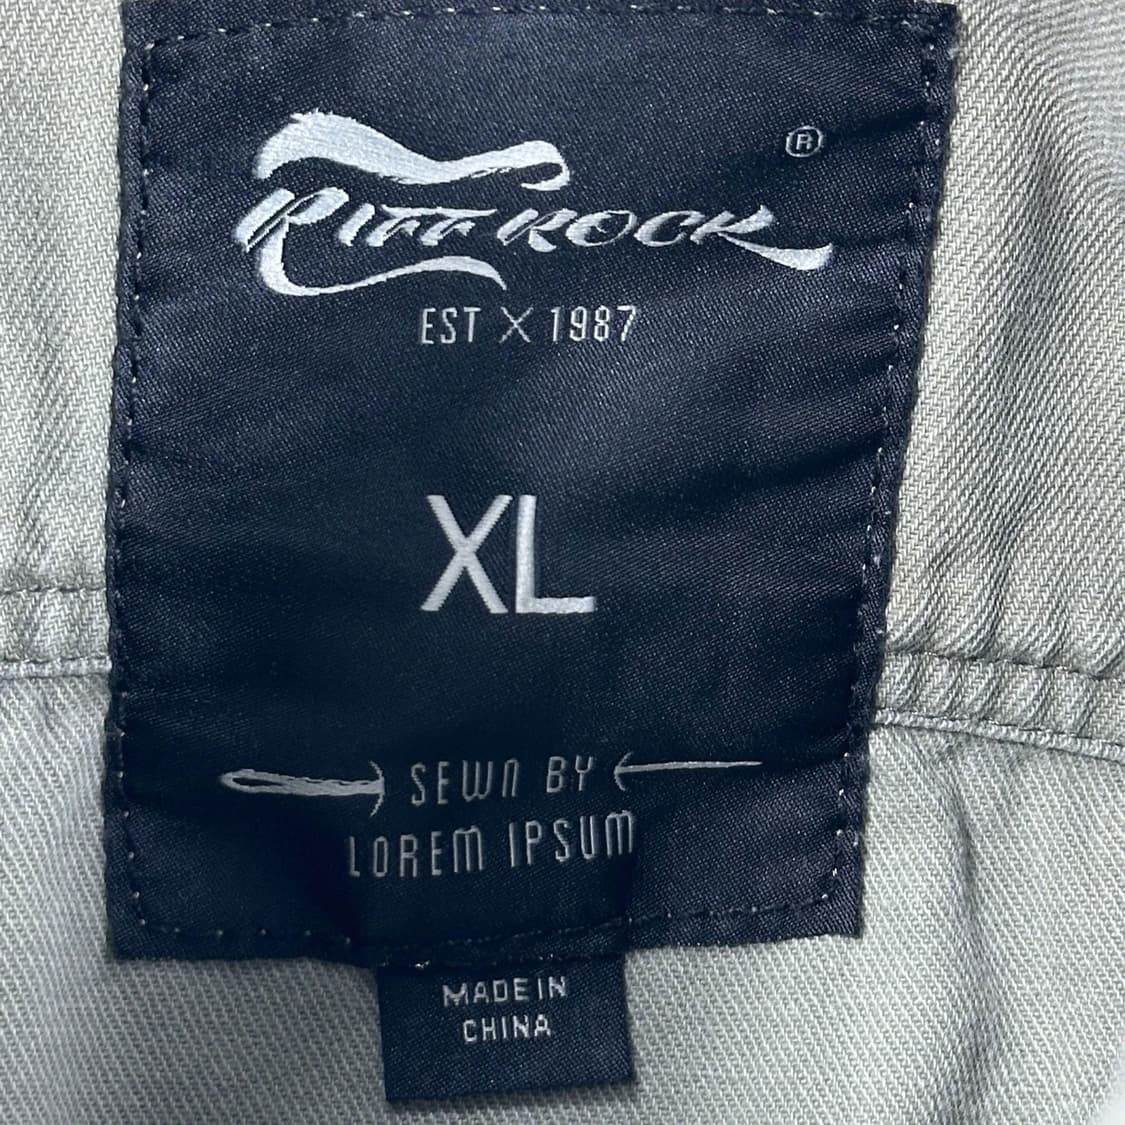 ®
RIFF ROCK
EST X 1987
XL
SEWN BY
LOREM IPSUM
MADE IN
CHINA